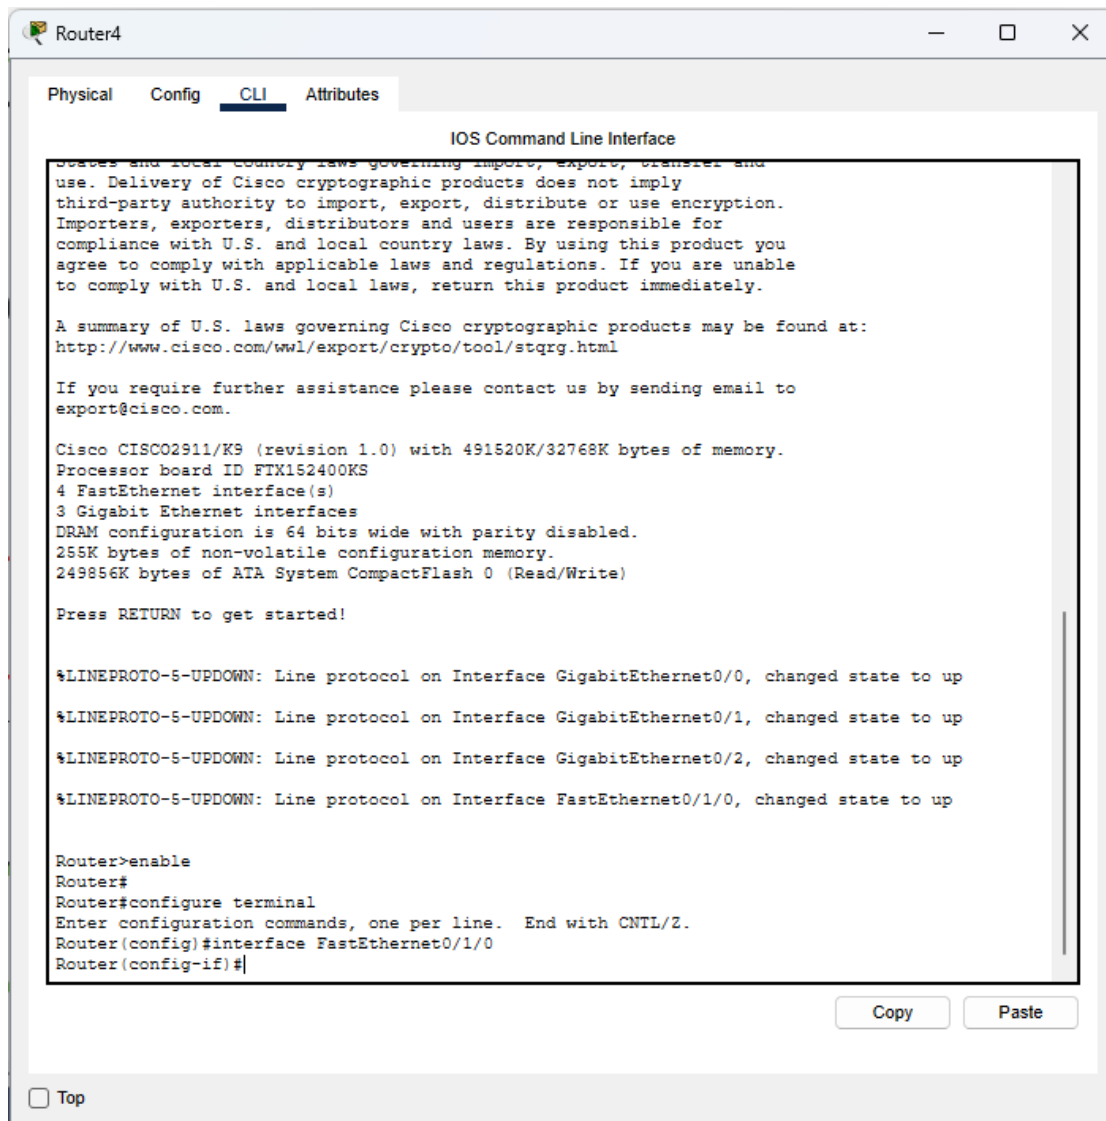 Router4
Physical Config CLI Attributes
IOS Command Line Interface
States and local country laws governing import, export, transfer and
use. Delivery of Cisco cryptographic products does not imply
third-party authority to import, export, distribute or use encryption.
Importers, exporters, distributors and users are responsible for
compliance with U.S. and local country laws. By using this product you
agree to comply with applicable laws and regulations. If you are unable
to comply with U.S. and local laws, return this product immediately.
A summary of U.S. laws governing Cisco cryptographic products may be found at:
http://www.cisco.com/wwl/export/crypto/tool/stqrg.html
If you require further assistance please contact us by sending email to
export@cisco.com.
Cisco CISCO2911/K9 (revision 1.0) with 491520K/32768K bytes of memory.
Processor board ID FTX152400KS
4 FastEthernet interface(s)
3 Gigabit Ethernet interfaces
DRAM configuration is 64 bits wide with parity disabled.
255K bytes of non-volatile configuration memory.
249856K bytes of ATA System CompactFlash 0 (Read/Write)
Press RETURN to get started!
%LINEPROTO-5-UPDOWN: Line protocol on Interface GigabitEthernet0/0, changed state to up
%LINEPROTO-5-UPDOWN: Line protocol on Interface GigabitEthernet0/1, changed state to up
%LINEPROTO-5-UPDOWN: Line protocol on Interface GigabitEthernet0/2, changed state to up
%LINEPROTO-5-UPDOWN: Line protocol on Interface FastEthernet0/1/0, changed state to up
Router>enable
Router#
Router#configure terminal
Enter configuration commands, one per line.  End with CNTL/Z.
Router(config)#interface FastEthernet0/1/0
Router(config-if)#
Copy Paste
Top